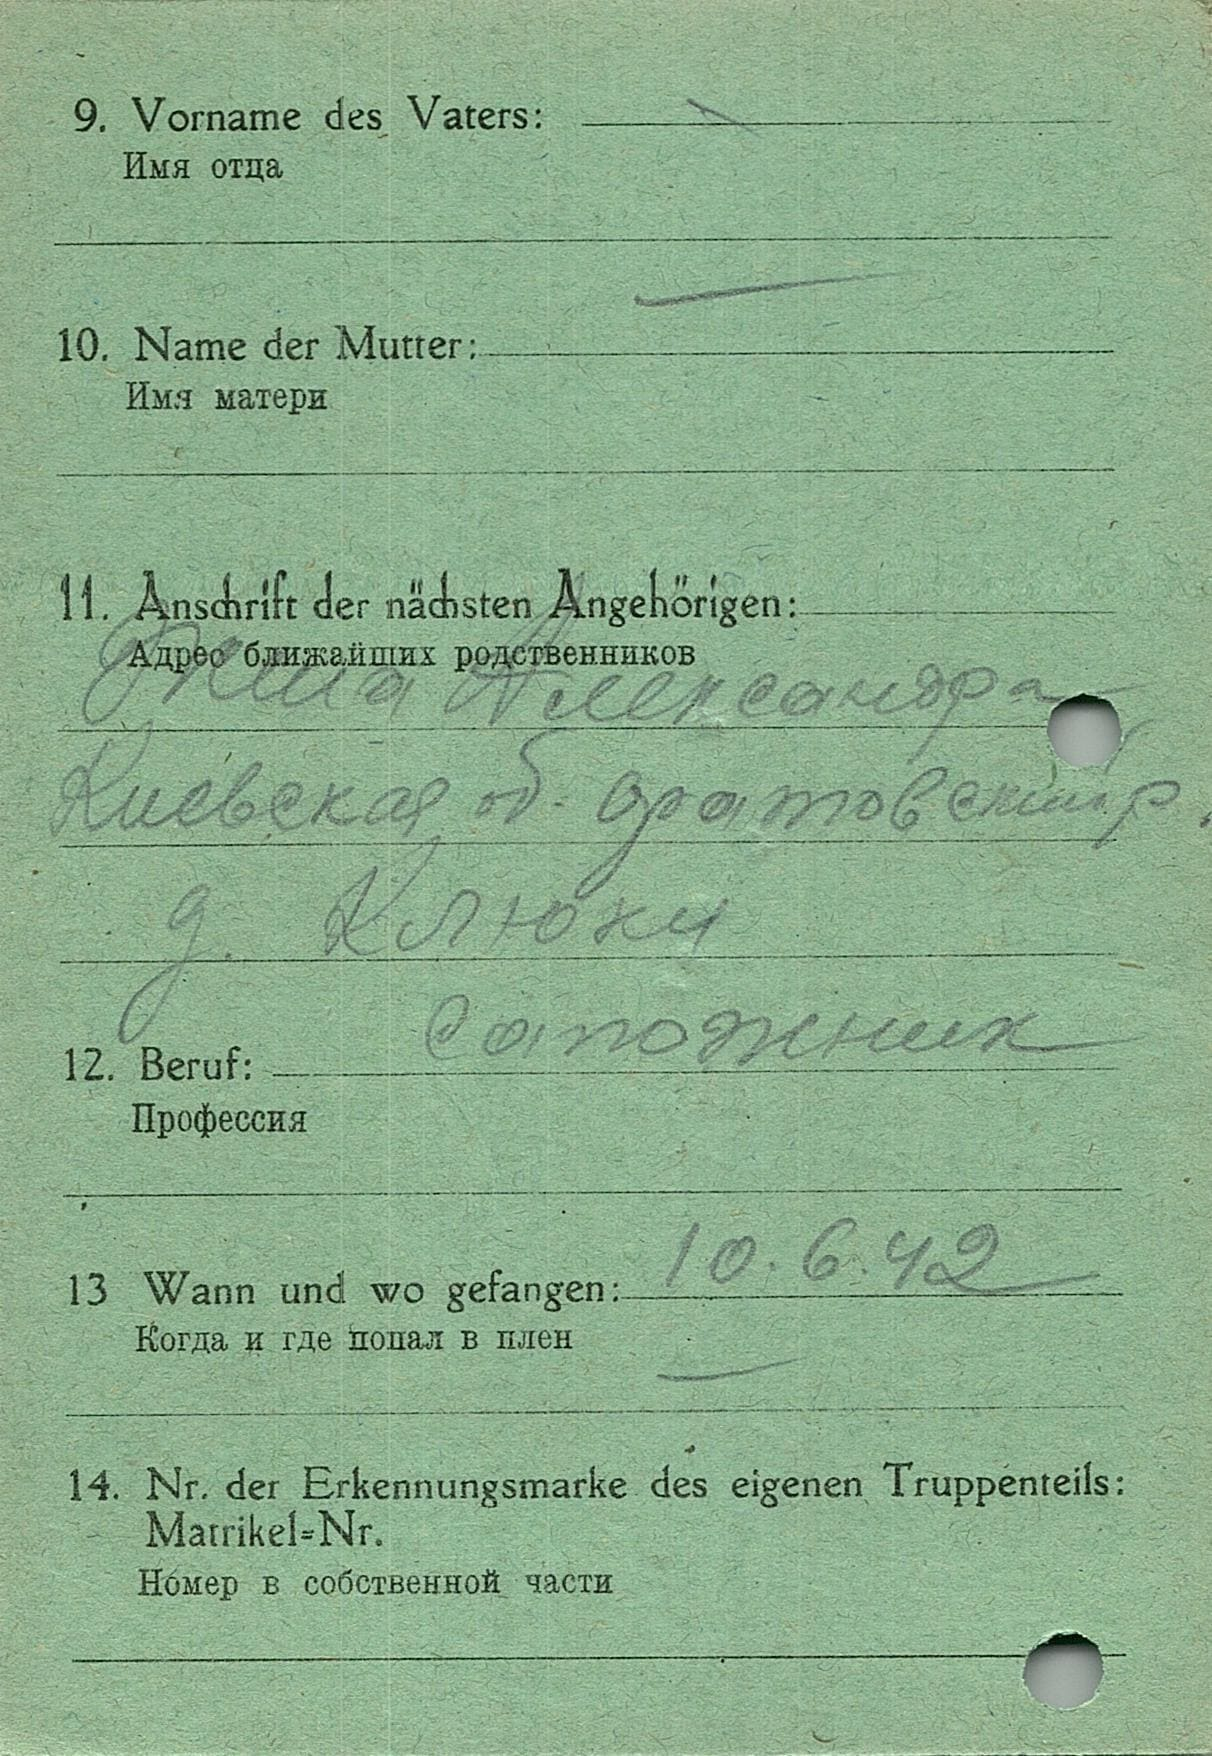 9. Vorname des Vaters: —
Имя отца
—
10. Name der Mutter:
Имя матери
11. Anschrift der nächsten Angehörigen:
Адрес ближайших родственников
Александра
Киевская об. оратовский р.
д. Клюки
сапожник
12. Beruf:
Профессия
10.6.42
13 Wann und wo gefangen:
Когда и где попал в плен
—
14. Nr. der Erkennungsmarke des eigenen Truppenteils:
Matrikel=Nr.
Номер в собственной части